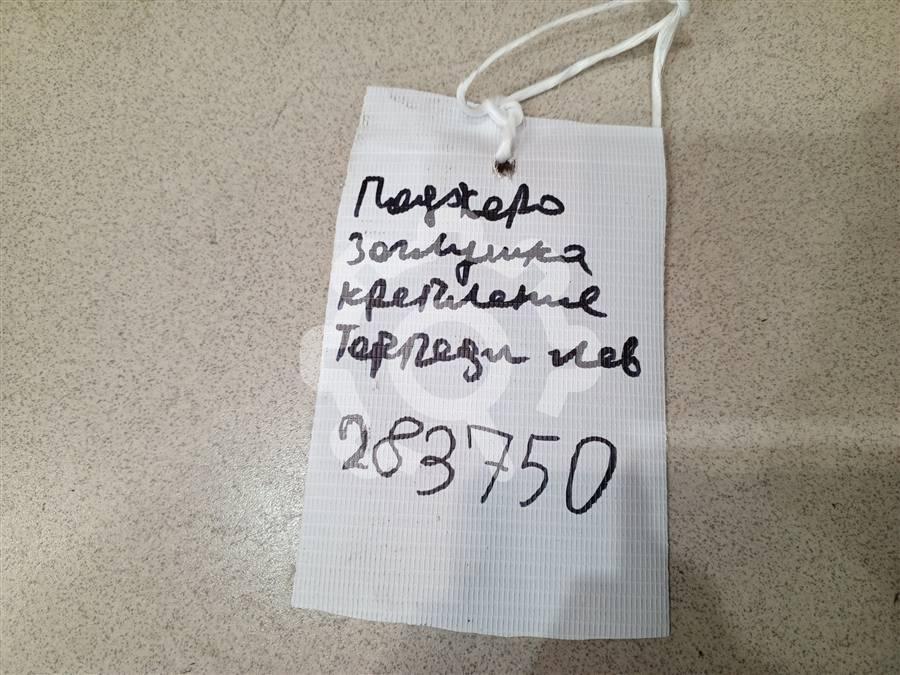 Паджеро
Заглушка
крепление
Торпеды лев
283750